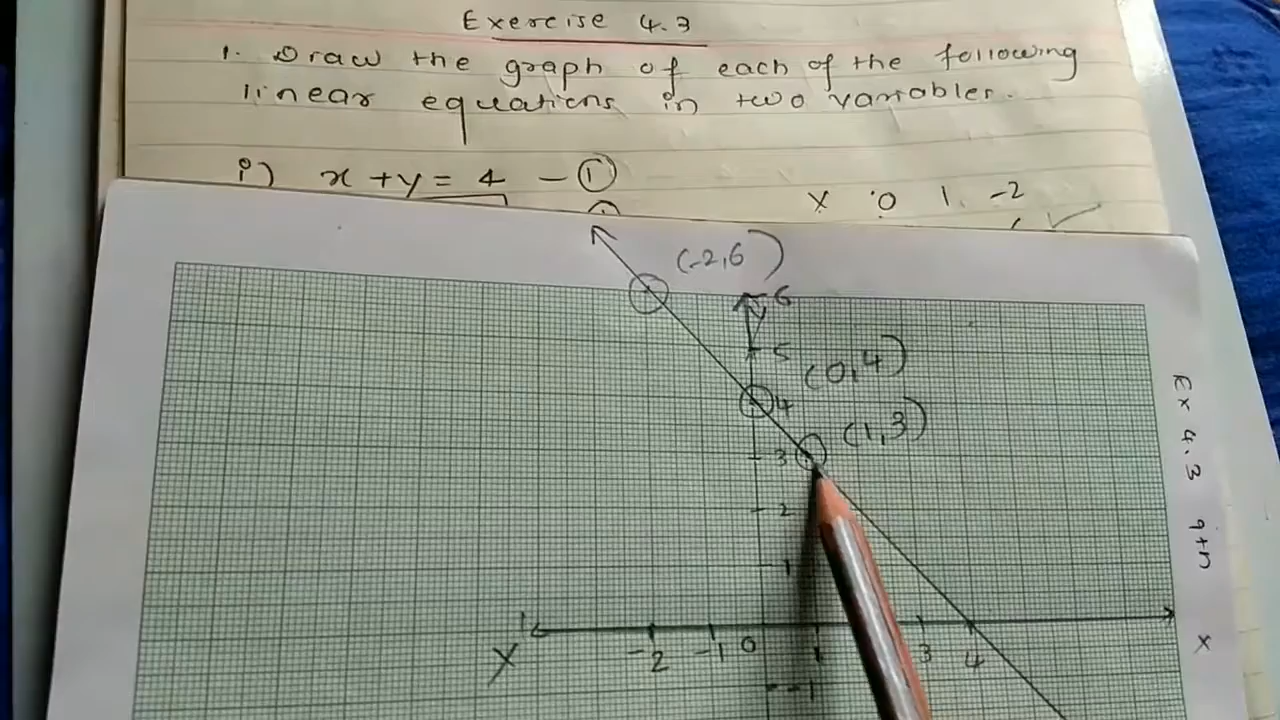 Exercise 4.3
1. Draw the graph of each of the following
linear equations in two variables.
i) x + y = 4 - ①
x 0 1 -2
(-2,6)
6
5
(0,4)
4
(1,3)
3
2
1
X -2 -1 0 1 3 4
-1
Ex 4.3 9th
x